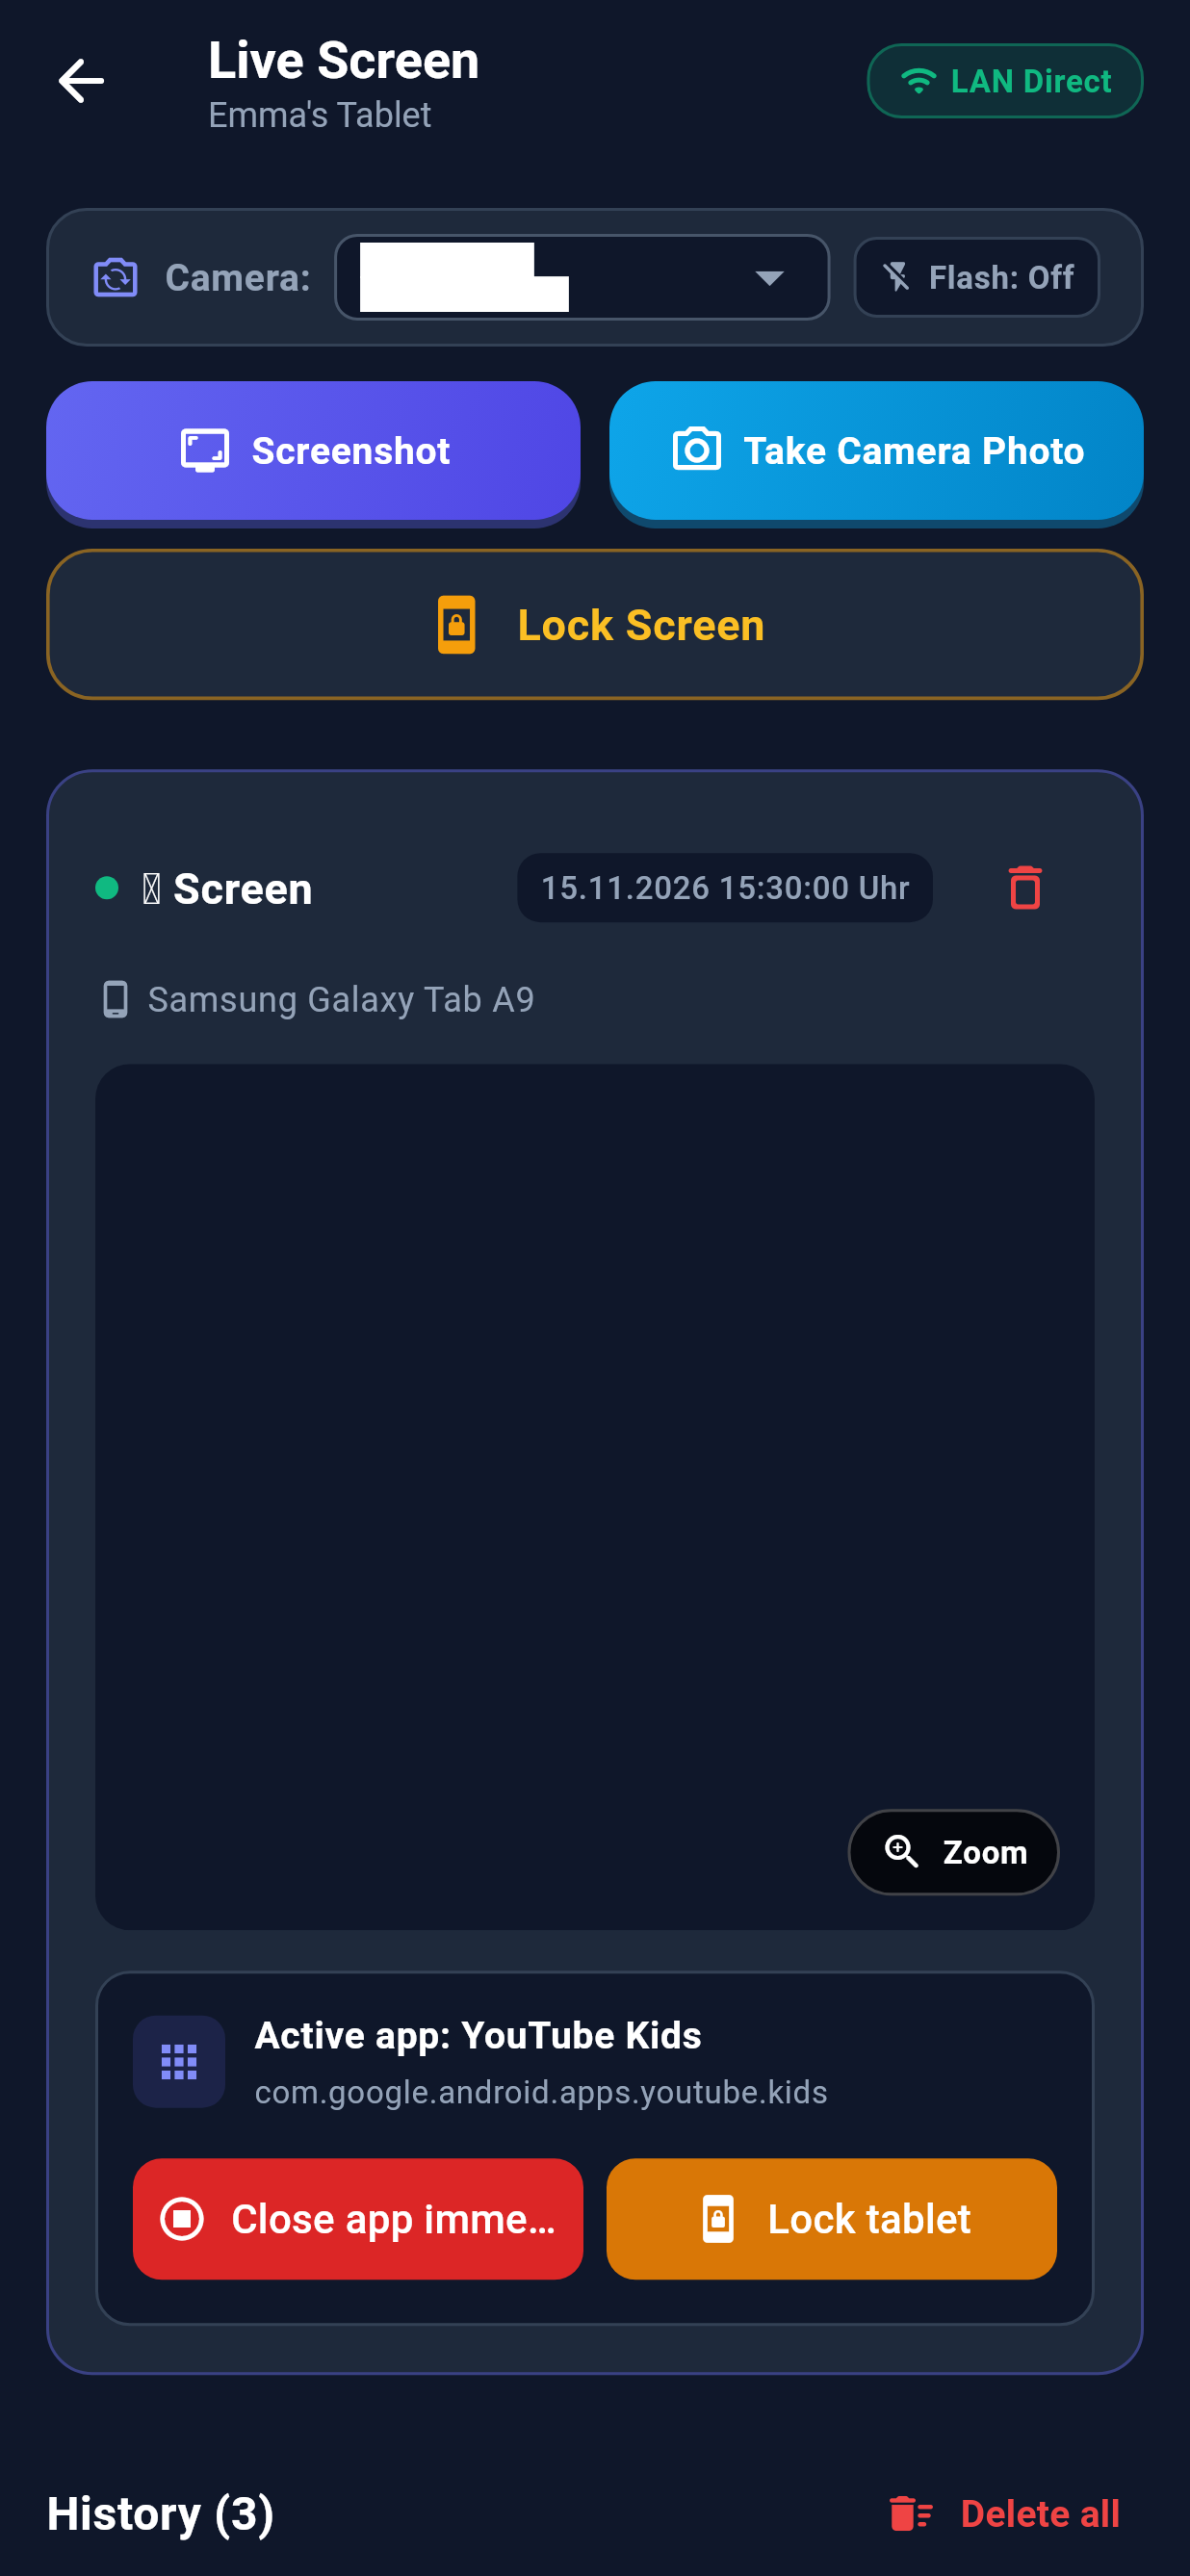 Live Screen
Emma's Tablet
LAN Direct
Camera:
Flash: Off
Screenshot
Take Camera Photo
Lock Screen
Screen
15.11.2026 15:30:00 Uhr
Samsung Galaxy Tab A9
Zoom
Active app: YouTube Kids
com.google.android.apps.youtube.kids
Close app imme…
Lock tablet
History (3)
Delete all